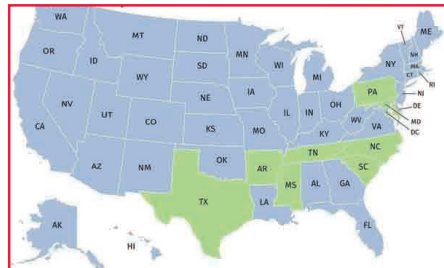 WA
MT
ND
MN
VT
ME
OR
ID
SD
WI
NH
NY
MA
WY
MI
CT
RI
IA
PA
NJ
NE
NV
OH
DE
UT
IL
IN
MD
CO
WV
DC
CA
KS
MO
KY
VA
NC
TN
OK
AR
SC
AZ
NM
MS
AL
GA
TX
LA
AK
FL
HI